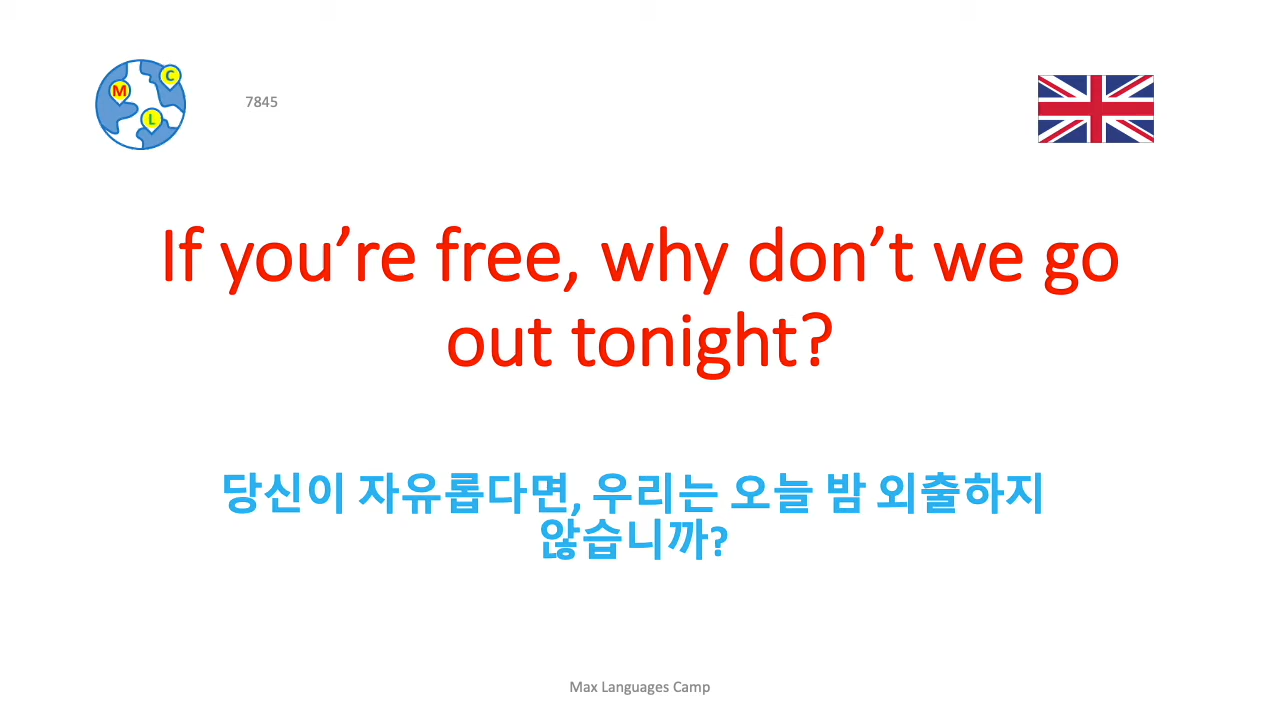 M
C
L
7845
If you’re free, why don’t we go
out tonight?
당신이 자유롭다면, 우리는 오늘 밤 외출하지
않습니까?
Max Languages Camp